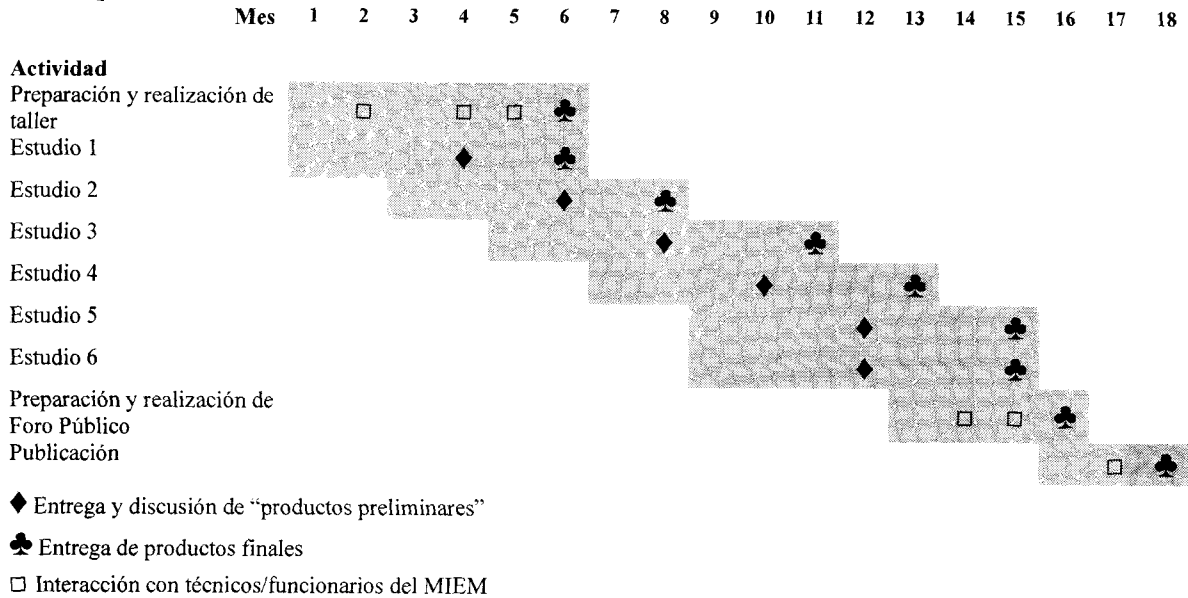 Mes 1 2 3 4 5 6 7 8 9 10 11 12 13 14 15 16 17 18
Actividad
Preparación y realización de
taller
Estudio 1
Estudio 2
Estudio 3
Estudio 4
Estudio 5
Estudio 6
Preparación y realización de
Foro Público
Publicación
♦ Entrega y discusión de “productos preliminares”
♣ Entrega de productos finales
□ Interacción con técnicos/funcionarios del MIEM